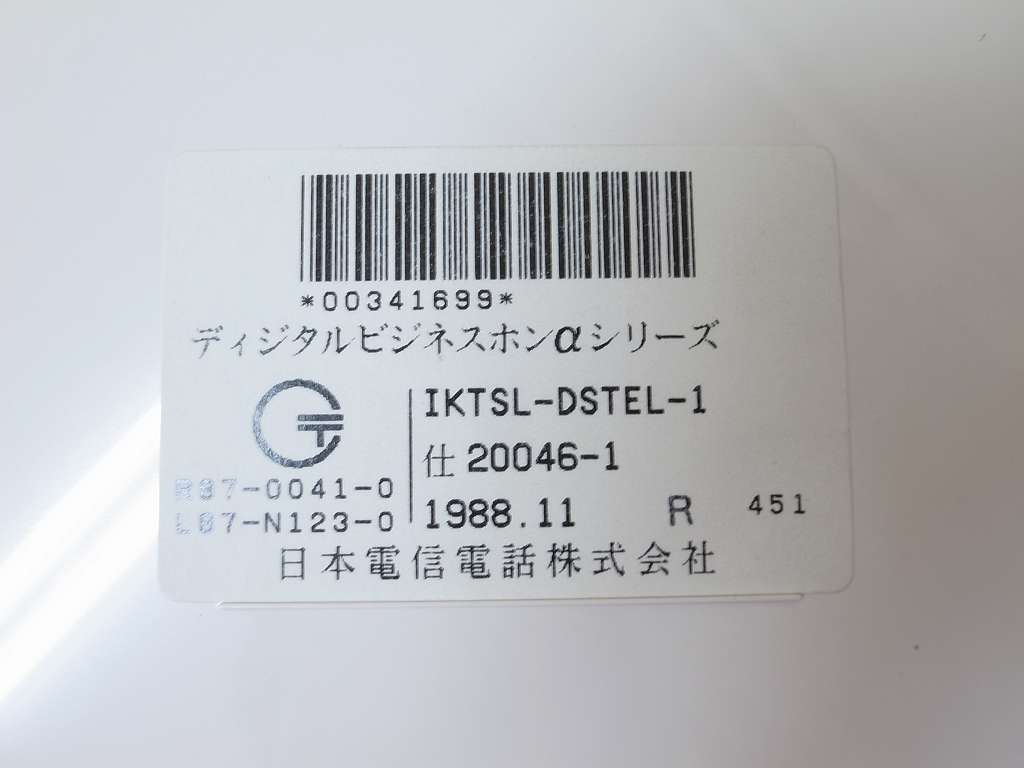 *00341699*
ディジタルビジネスホンαシリーズ
IKTSL-DSTEL-1
仕 20046-1
R87-0041-0
L87-N123-0
1988.11 R 451
日本電信電話株式会社